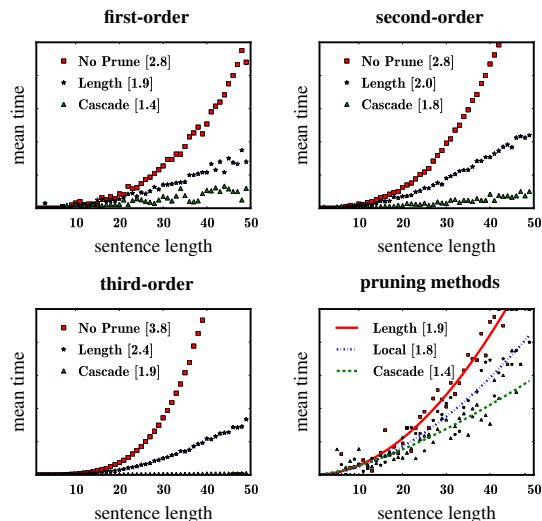 first-order
No Prune [2.8]
Length [1.9]
Cascade [1.4]
mean time
10 20 30 40 50
sentence length
second-order
No Prune [2.8]
Length [2.0]
Cascade [1.8]
mean time
10 20 30 40 50
sentence length
third-order
No Prune [3.8]
Length [2.4]
Cascade [1.9]
mean time
10 20 30 40 50
sentence length
pruning methods
Length [1.9]
Local [1.8]
Cascade [1.4]
mean time
10 20 30 40 50
sentence length